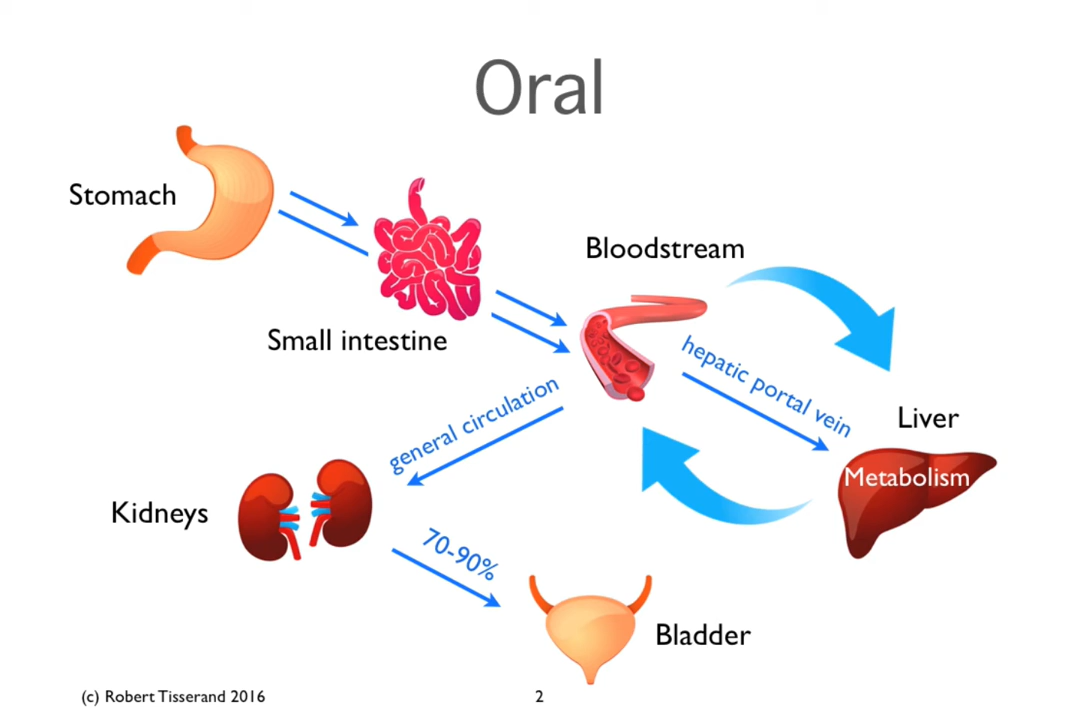 Oral
Stomach
Bloodstream
Small intestine
hepatic portal vein
general circulation
Liver
Metabolism
Kidneys
70-90%
Bladder
(c) Robert Tisserand 2016
2